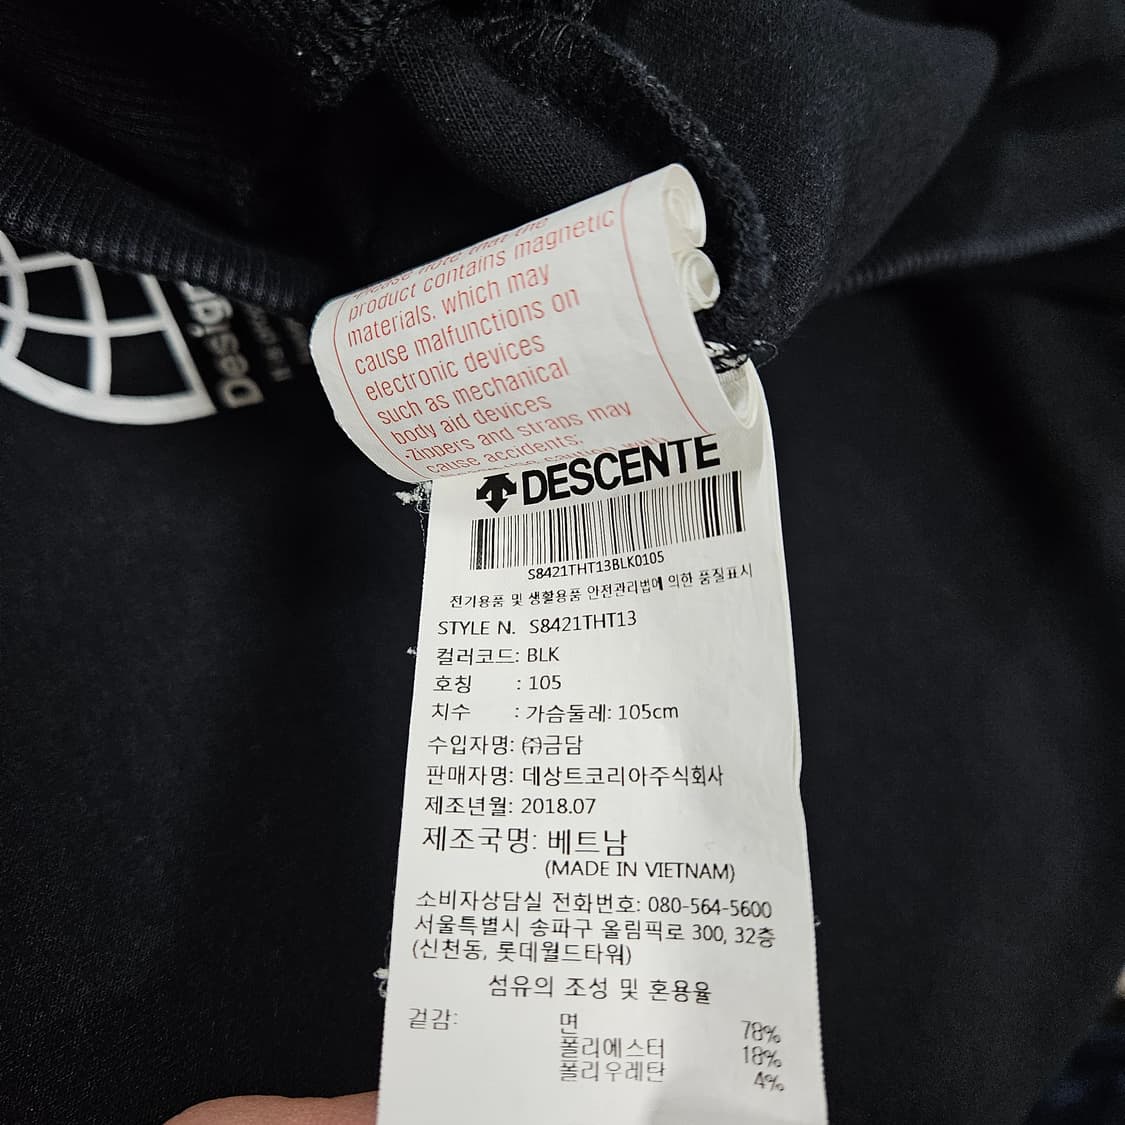 -Please note that the
product contains magnetic
materials, which may
cause malfunctions on
electronic devices
such as mechanical
body aid devices
-Zippers and straps may
cause accidents;
DESCENTE
S8421THT13BLK0105
전기용품 및 생활용품 안전관리법에 의한 품질표시
STYLE N. S8421THT13
컬러코드: BLK
호칭 : 105
치수 : 가슴둘레: 105cm
수입자명: ㈜금담
판매자명: 데상트코리아주식회사
제조년월: 2018.07
제조국명: 베트남
(MADE IN VIETNAM)
소비자상담실 전화번호: 080-564-5600
서울특별시 송파구 올림픽로 300, 32층
(신천동, 롯데월드타워)
섬유의 조성 및 혼용율
겉감: 면 78%
폴리에스터 18%
폴리우레탄 4%